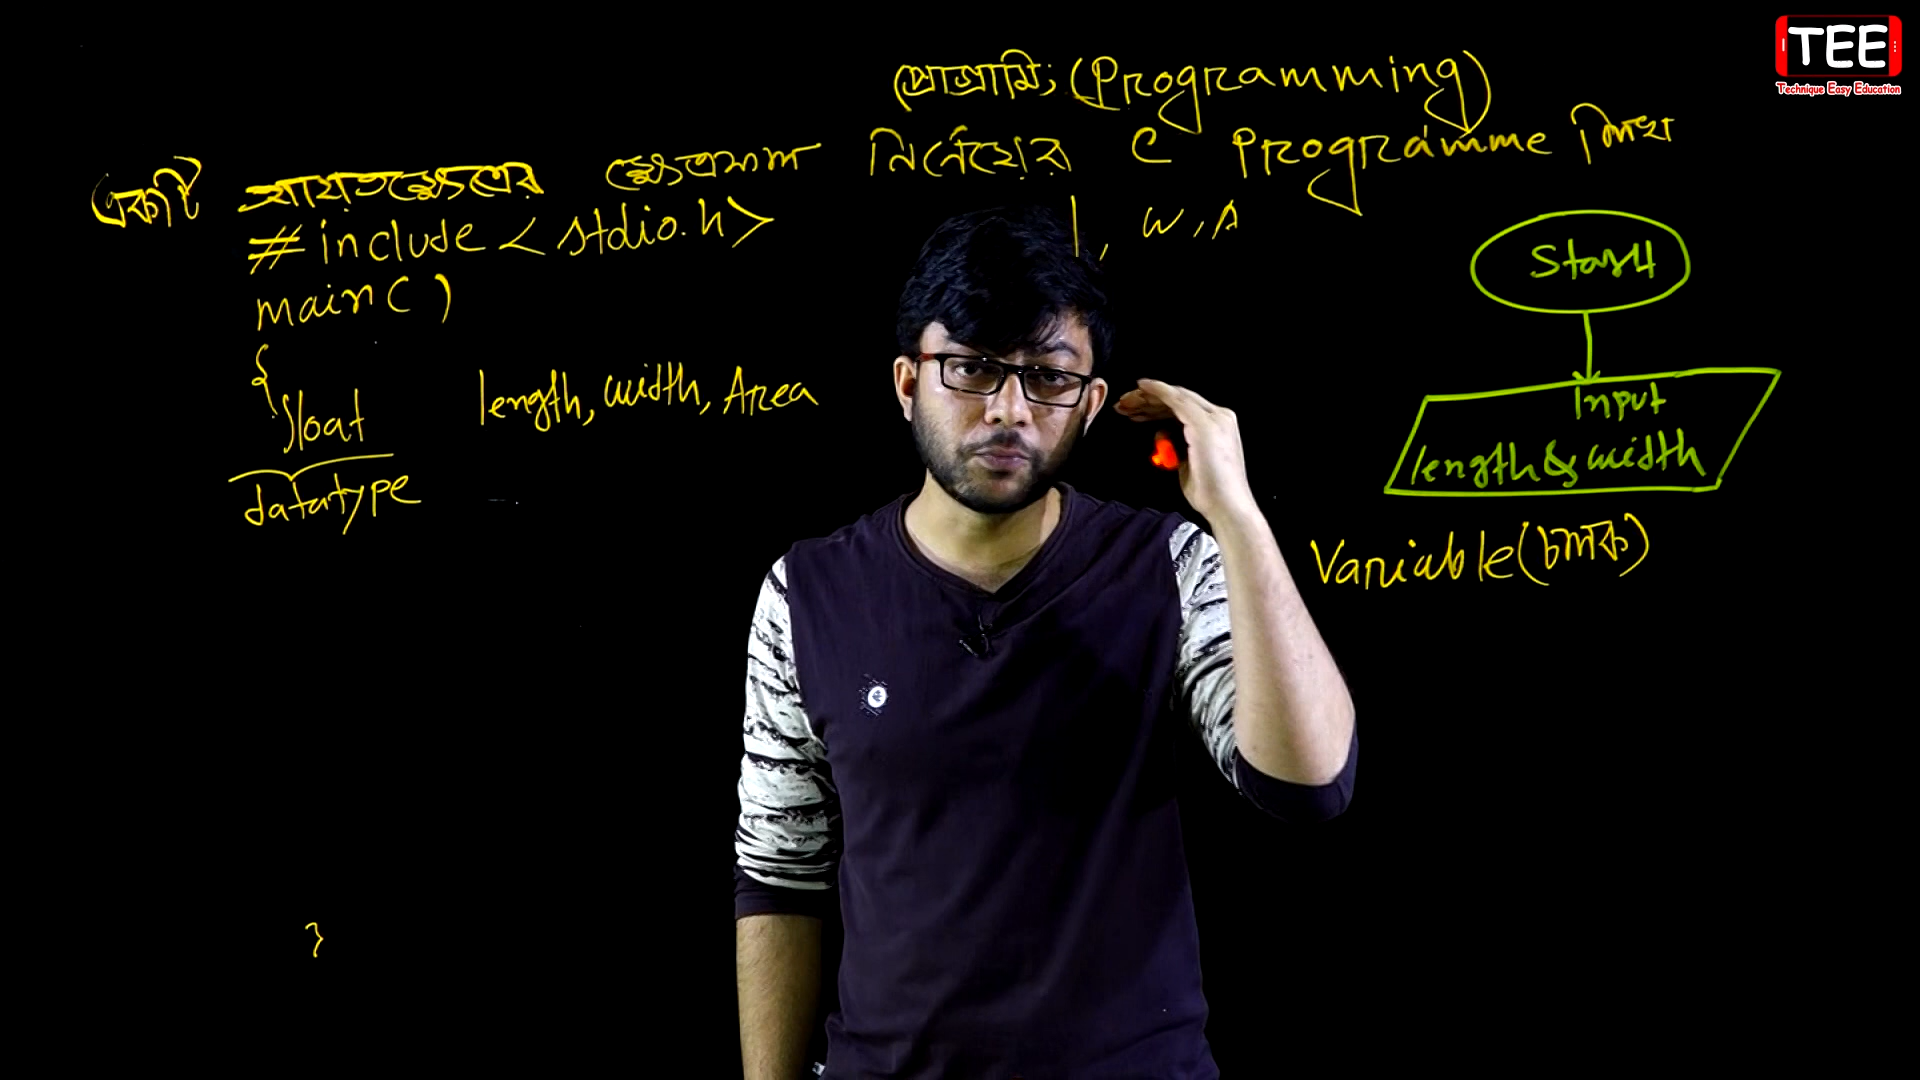 TEE
Technique Easy Education
প্রোগ্রামিং (Programming)
একটি আয়তক্ষেত্রের ক্ষেত্রফল নির্ণয়ের C Programme লিখ
#include <stdio.h>
l, w, A
main()
{
float length, width, Area
datatype
}
Start
Input
length & width
Variable (চলক)